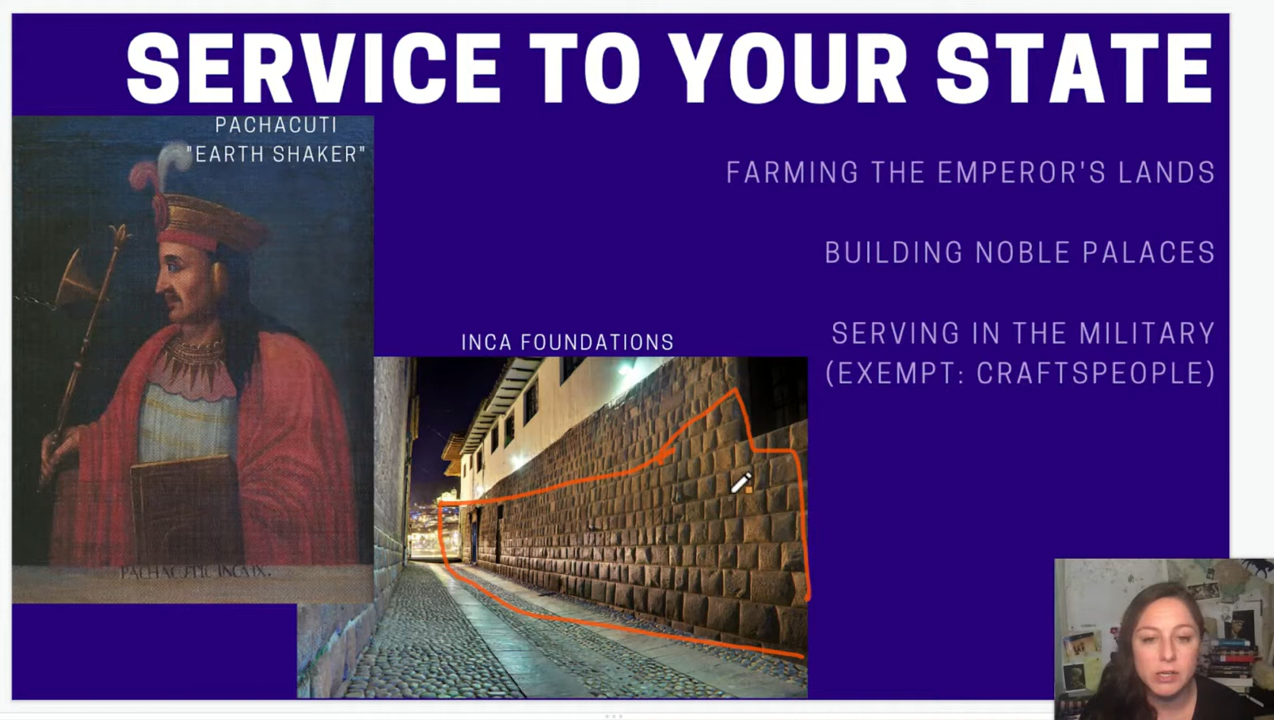 SERVICE TO YOUR STATE
PACHACUTI
"EARTH SHAKER"
FARMING THE EMPEROR'S LANDS
BUILDING NOBLE PALACES
SERVING IN THE MILITARY
(EXEMPT: CRAFTSPEOPLE)
INCA FOUNDATIONS